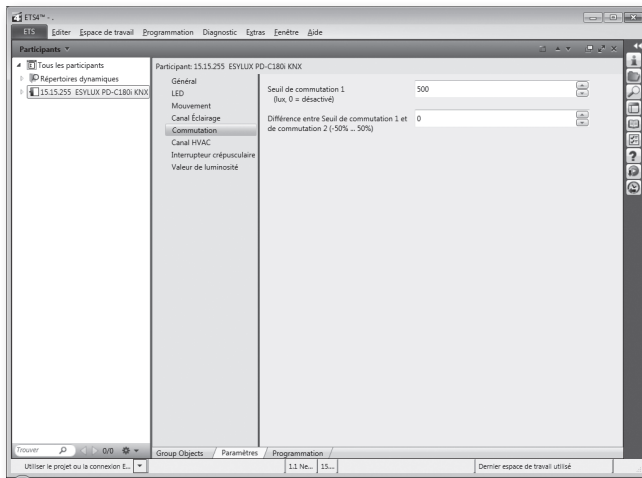 ETS4™ - .
ETS Editer Espace de travail Programmation Diagnostic Extras Fenêtre Aide
Participants
Tous les participants
Répertoires dynamiques
15.15.255 ESYLUX PD-C180i KNX
Participant: 15.15.255 ESYLUX PD-C180i KNX
Général
LED
Mouvement
Canal Éclairage
Commutation
Canal HVAC
Interrupteur crépusculaire
Valeur de luminosité
Seuil de commutation 1
(lux, 0 = désactivé)
500
Différence entre Seuil de commutation 1 et
de commutation 2 (-50% ... 50%)
0
Trouver 0/0
Group Objects Paramètres Programmation
Utiliser le projet ou la connexion E... 1.1 Ne... 15.... Dernier espace de travail utilisé